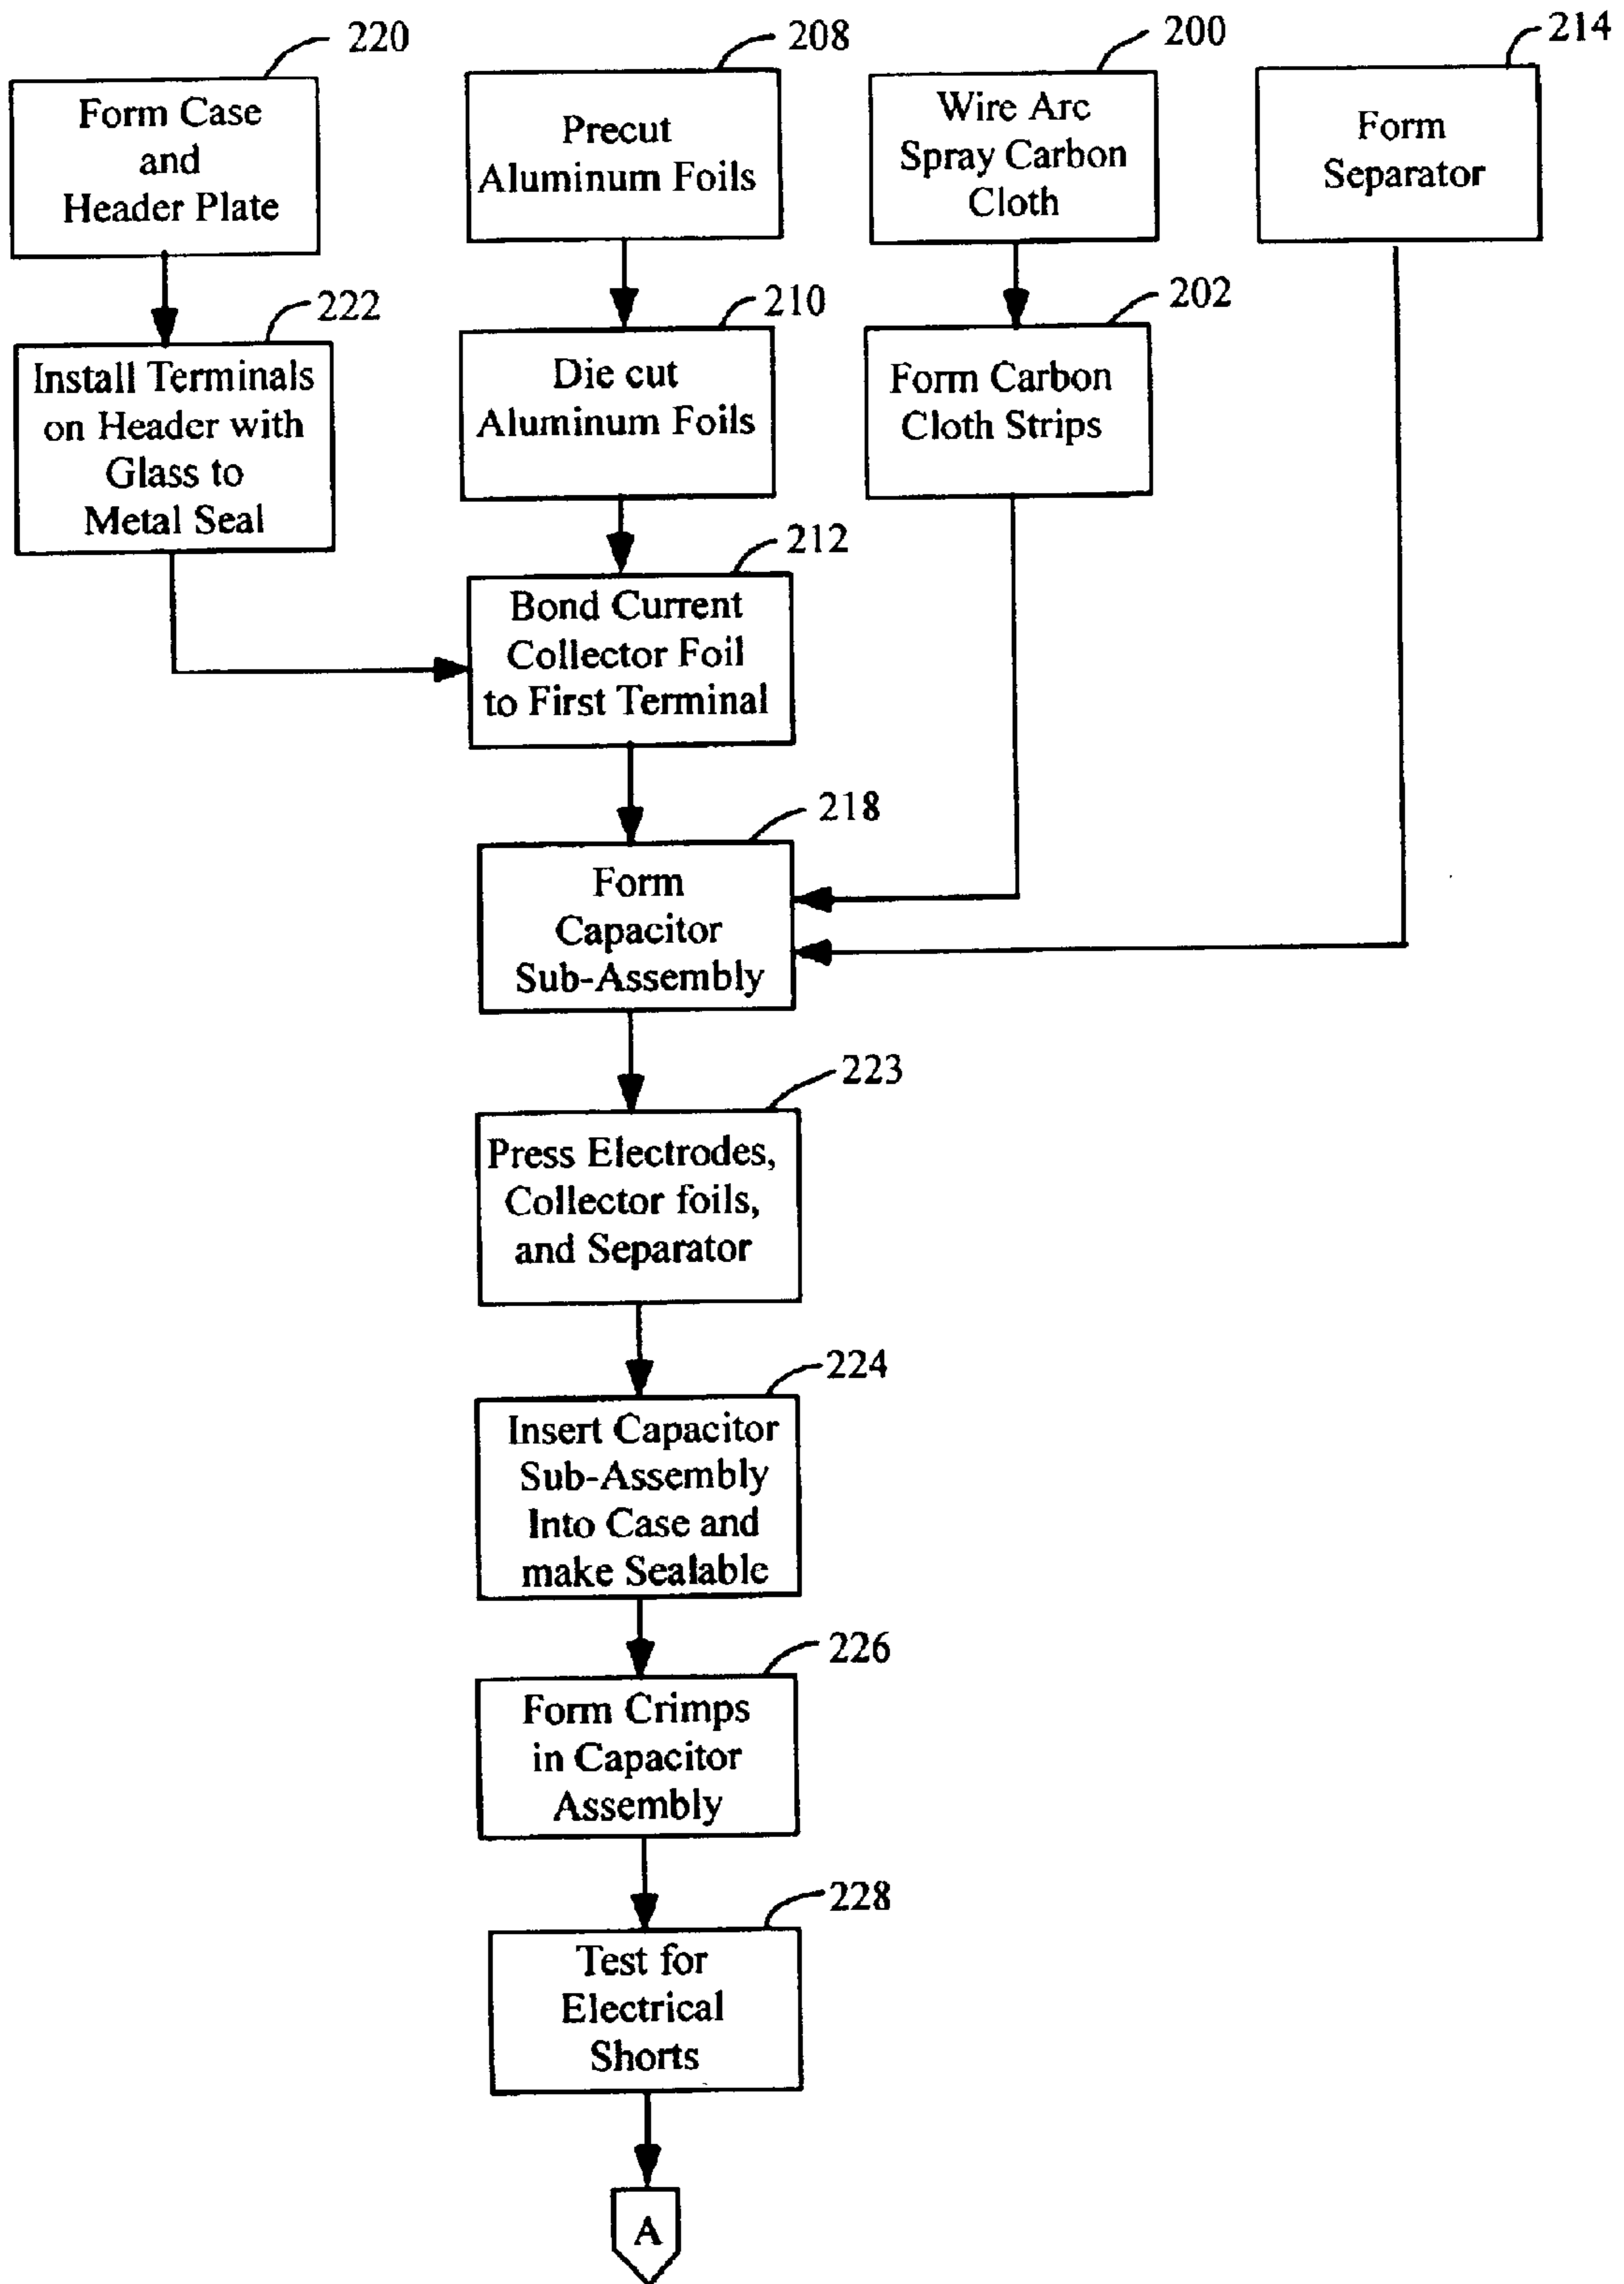 220
Form Case
and
Header Plate
208
Precut
Aluminum Foils
200
Wire Arc
Spray Carbon
Cloth
214
Form
Separator
222
Install Terminals
on Header with
Glass to
Metal Seal
210
Die cut
Aluminum Foils
202
Form Carbon
Cloth Strips
212
Bond Current
Collector Foil
to First Terminal
218
Form
Capacitor
Sub-Assembly
223
Press Electrodes,
Collector foils,
and Separator
224
Insert Capacitor
Sub-Assembly
Into Case and
make Sealable
226
Form Crimps
in Capacitor
Assembly
228
Test for
Electrical
Shorts
A